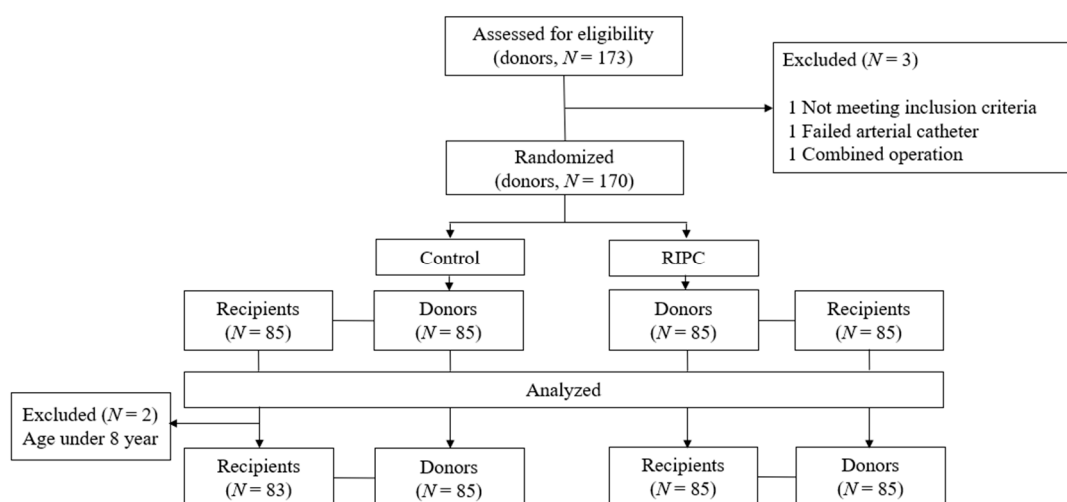 Assessed for eligibility
(donors, N = 173)
Excluded (N = 3)
1 Not meeting inclusion criteria
1 Failed arterial catheter
1 Combined operation
Randomized
(donors, N = 170)
Control
RIPC
Recipients
(N = 85)
Donors
(N = 85)
Donors
(N = 85)
Recipients
(N = 85)
Analyzed
Excluded (N = 2)
Age under 8 year
Recipients
(N = 83)
Donors
(N = 85)
Recipients
(N = 85)
Donors
(N = 85)